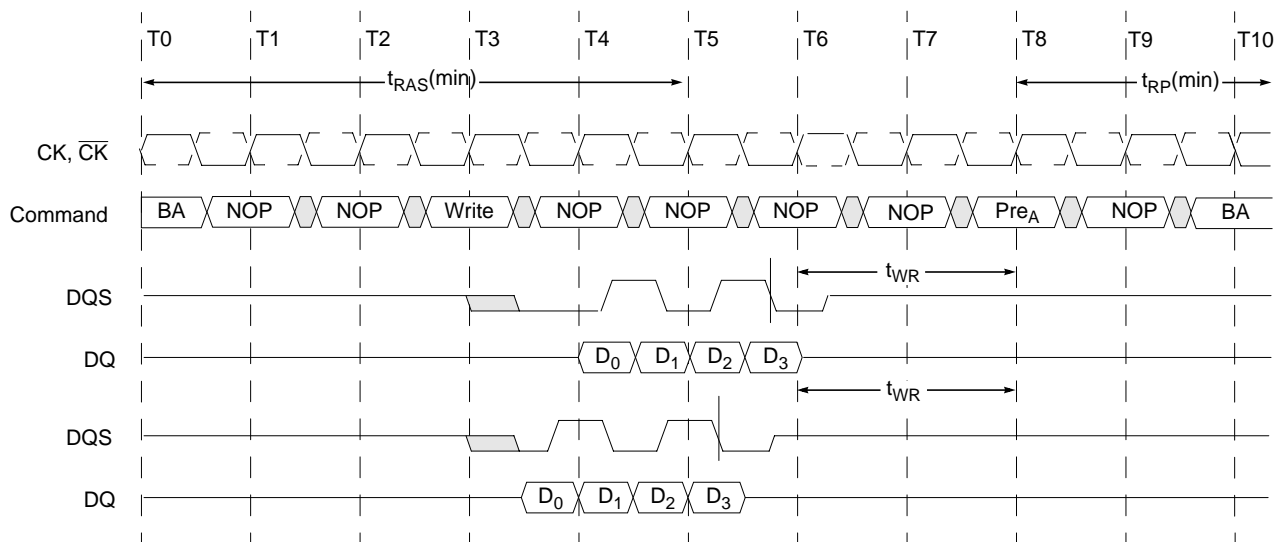 T0 T1 T2 T3 T4 T5 T6 T7 T8 T9 T10
tRAS(min) tRP(min)
CK, C̅K̅
Command BA NOP NOP Write NOP NOP NOP NOP PreA NOP BA
tWR
DQS
DQ D0 D1 D2 D3
tWR
DQS
DQ D0 D1 D2 D3